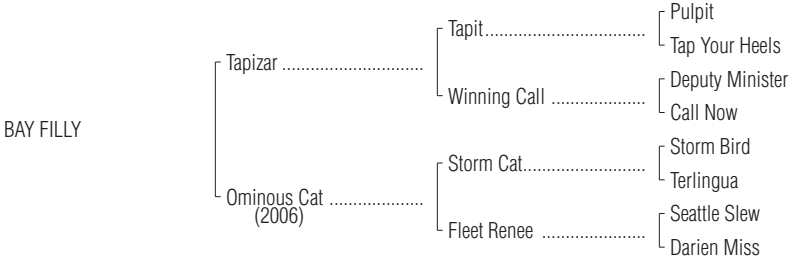 Pulpit
Tapit..................................
Tap Your Heels
Tapizar ..............................
Deputy Minister
Winning Call ....................
Call Now
BAY FILLY
Storm Bird
Storm Cat..........................
Terlingua
Ominous Cat ....................
(2006)
Seattle Slew
Fleet Renee ......................
Darien Miss